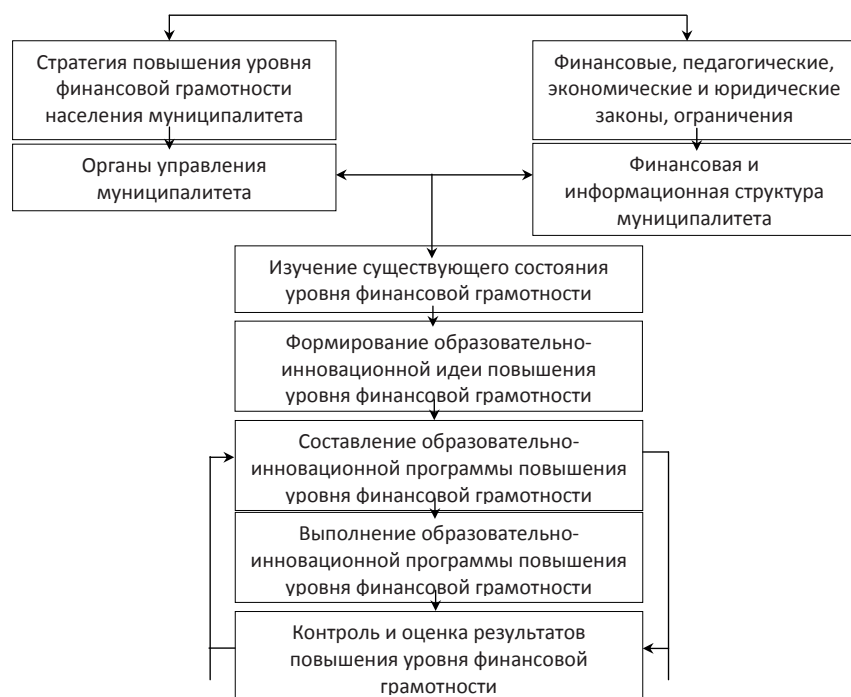 Стратегия повышения уровня
финансовой грамотности
населения муниципалитета
Финансовые, педагогические,
экономические и юридические
законы, ограничения
Органы управления
муниципалитета
Финансовая и
информационная структура
муниципалитета
Изучение существующего состояния
уровня финансовой грамотности
Формирование образовательно-
инновационной идеи повышения
уровня финансовой грамотности
Составление образовательно-
инновационной программы повышения
уровня финансовой грамотности
Выполнение образовательно-
инновационной программы повышения
уровня финансовой грамотности
Контроль и оценка результатов
повышения уровня финансовой
грамотности